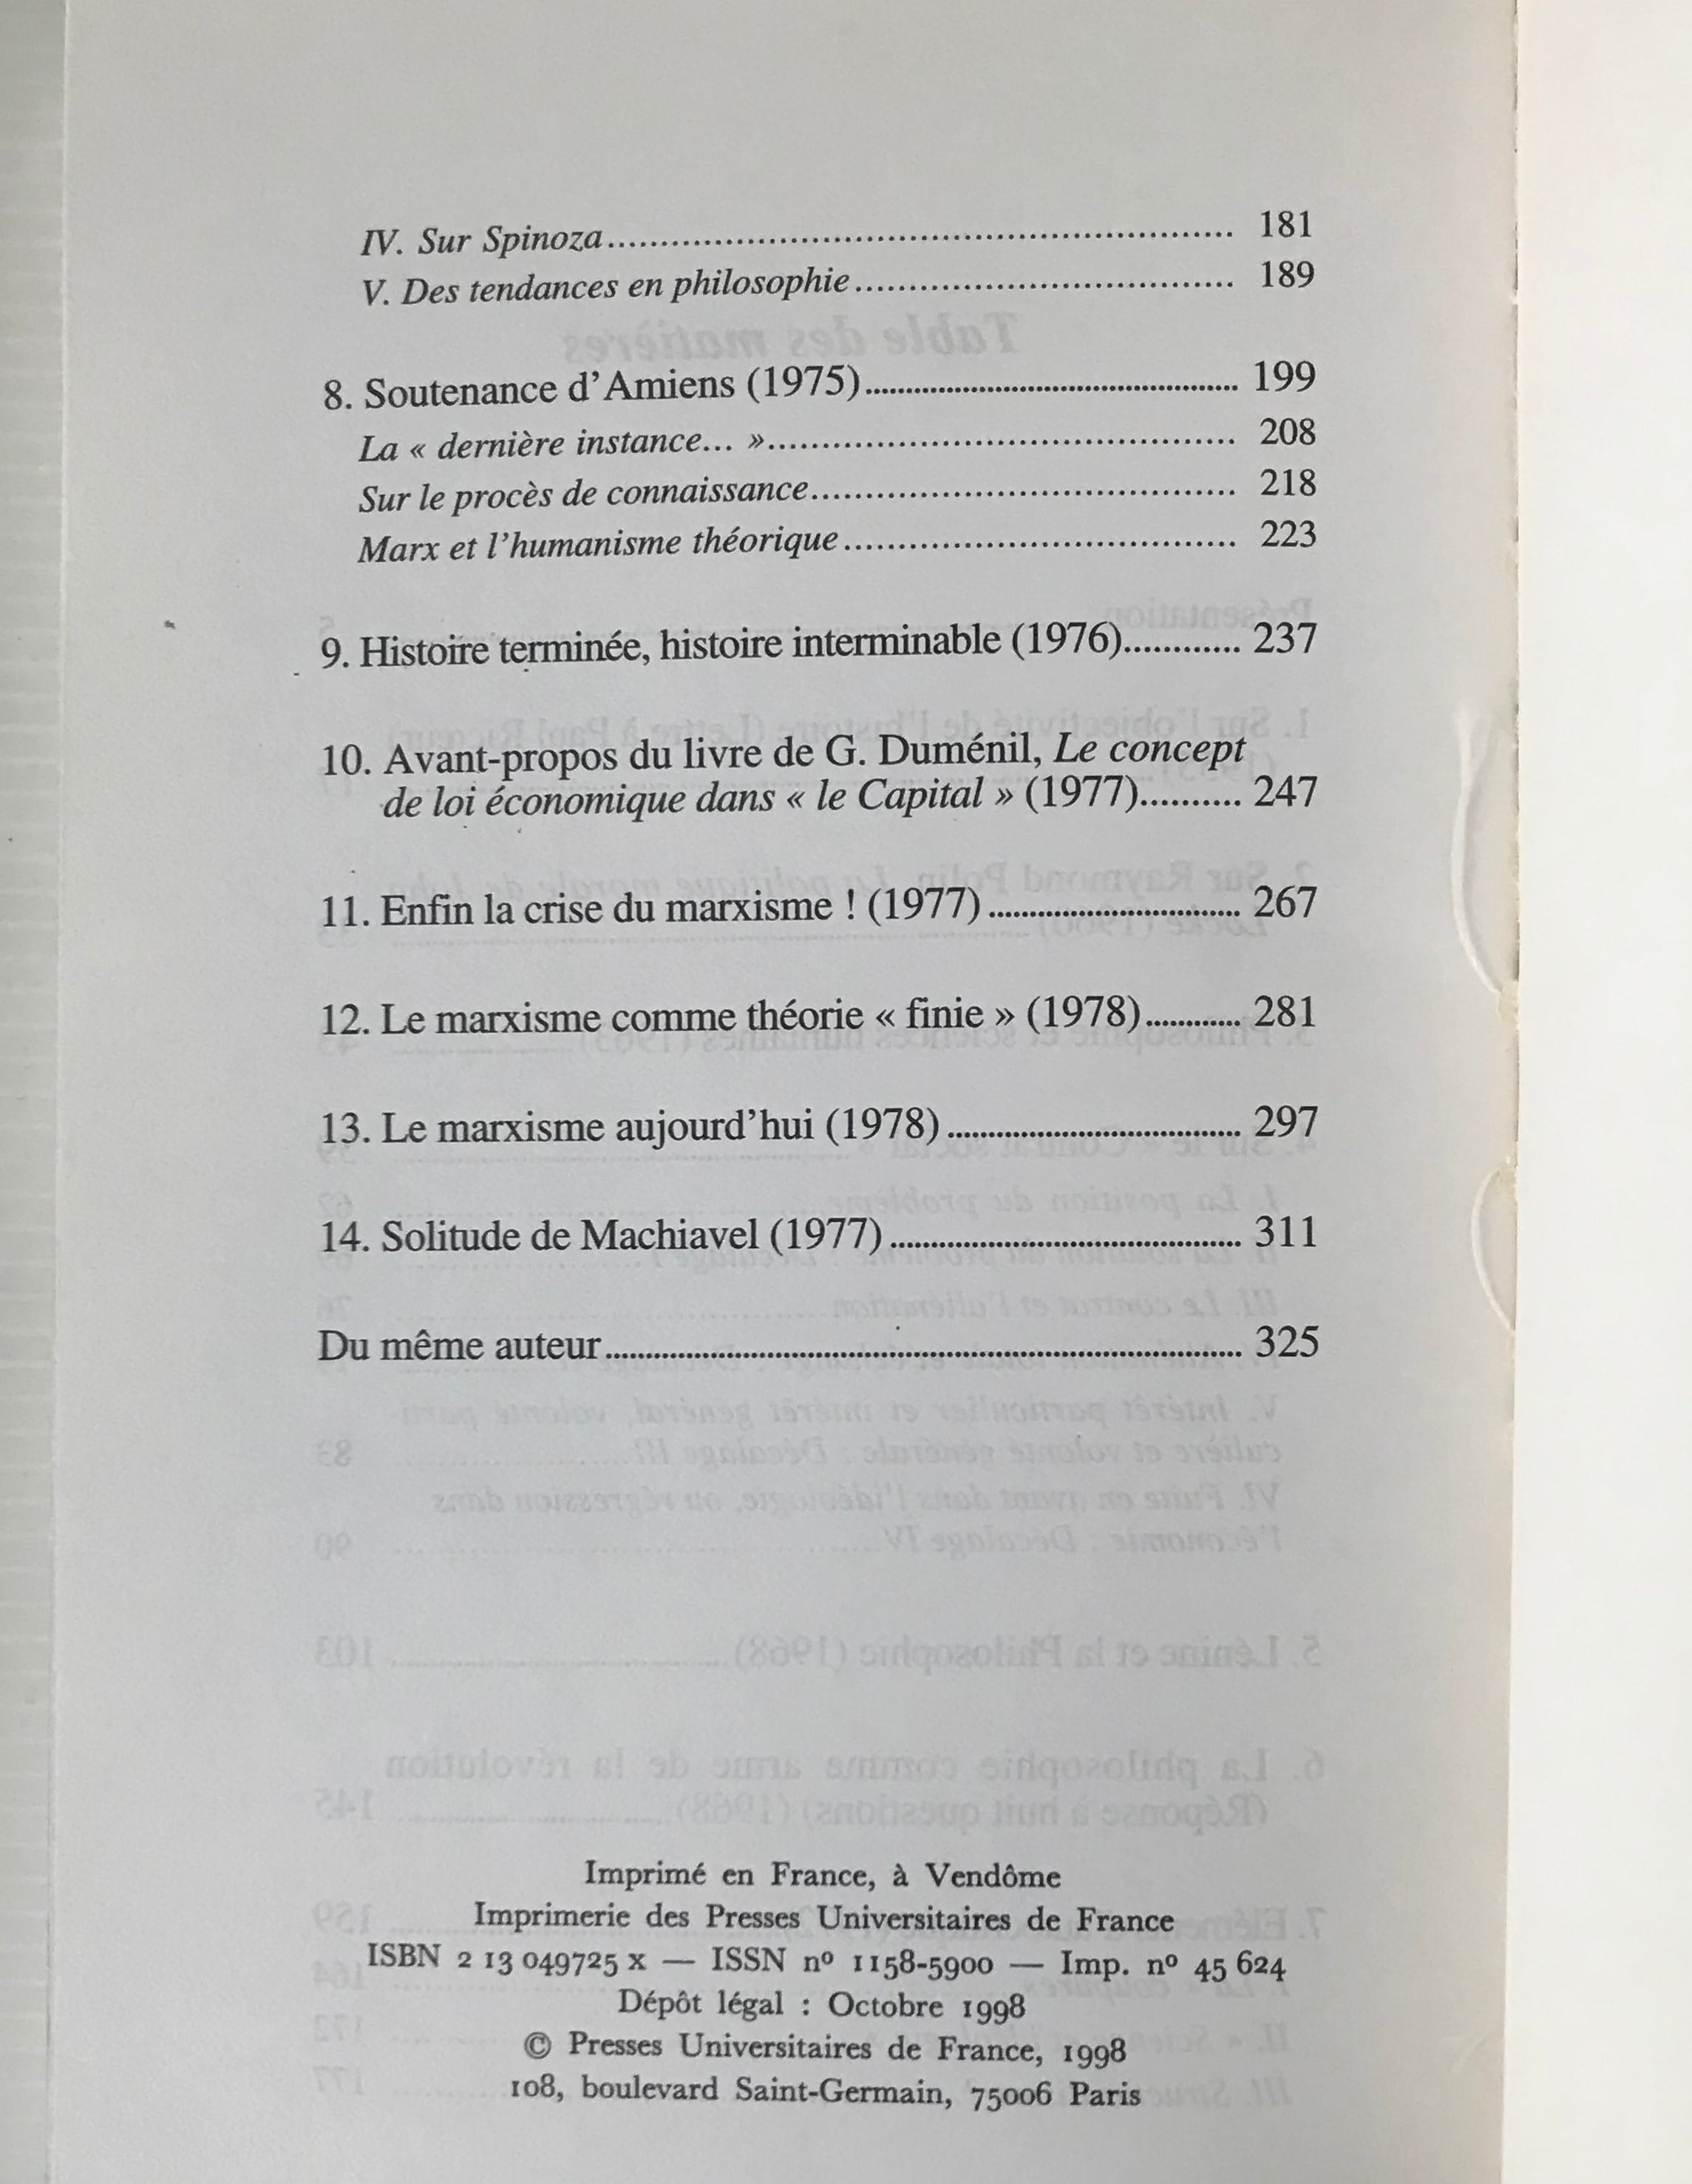 IV. Sur Spinoza........ 181
V. Des tendances en philosophie........ 189
8. Soutenance d'Amiens (1975)........ 199
La « dernière instance... »........ 208
Sur le procès de connaissance........ 218
Marx et l'humanisme théorique........ 223
9. Histoire terminée, histoire interminable (1976)........ 237
10. Avant-propos du livre de G. Duménil, Le concept
de loi économique dans « le Capital » (1977)........ 247
11. Enfin la crise du marxisme ! (1977)........ 267
12. Le marxisme comme théorie « finie » (1978)........ 281
13. Le marxisme aujourd'hui (1978)........ 297
14. Solitude de Machiavel (1977)........ 311
Du même auteur........ 325
Imprimé en France, à Vendôme
Imprimerie des Presses Universitaires de France
ISBN 2 13 049725 x — ISSN nº 1158-5900 — Imp. nº 45 624
Dépôt légal : Octobre 1998
© Presses Universitaires de France, 1998
108, boulevard Saint-Germain, 75006 Paris